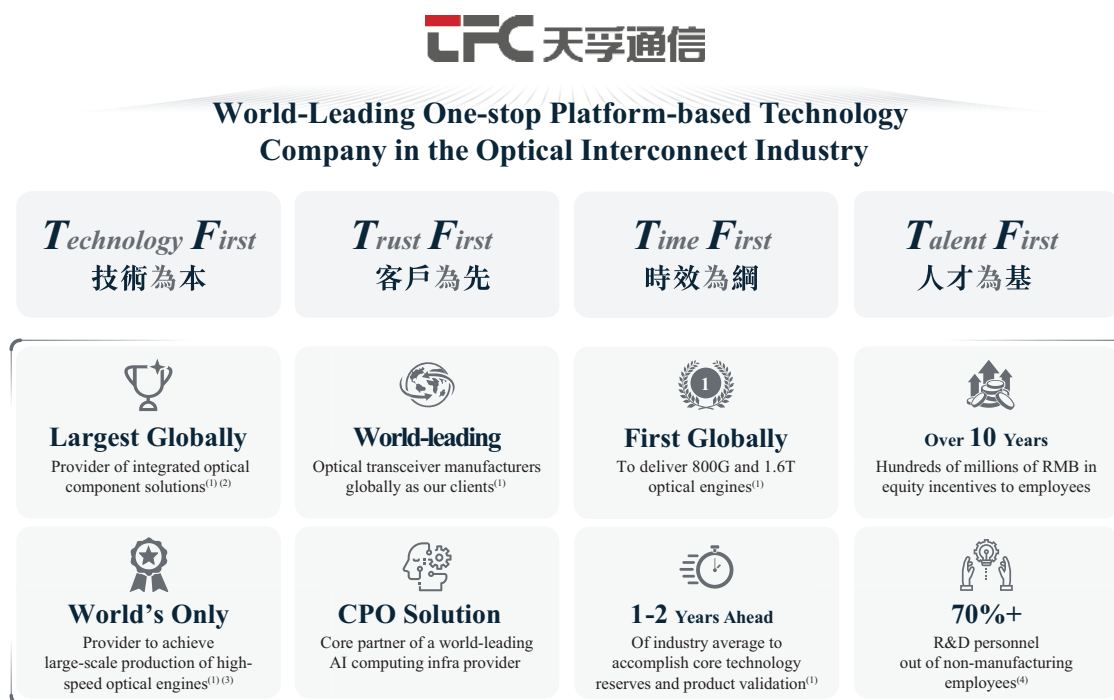 TFC 天孚通信
World-Leading One-stop Platform-based Technology
Company in the Optical Interconnect Industry
Technology First
技術為本
Trust First
客戶為先
Time First
時效為綱
Talent First
人才為基
Largest Globally
Provider of integrated optical
component solutions(1) (2)
World-leading
Optical transceiver manufacturers
globally as our clients(1)
1
First Globally
To deliver 800G and 1.6T
optical engines(1)
Over 10 Years
Hundreds of millions of RMB in
equity incentives to employees
World's Only
Provider to achieve
large-scale production of high-
speed optical engines(1) (3)
CPO Solution
Core partner of a world-leading
AI computing infra provider
1-2 Years Ahead
Of industry average to
accomplish core technology
reserves and product validation(1)
70%+
R&D personnel
out of non-manufacturing
employees(4)